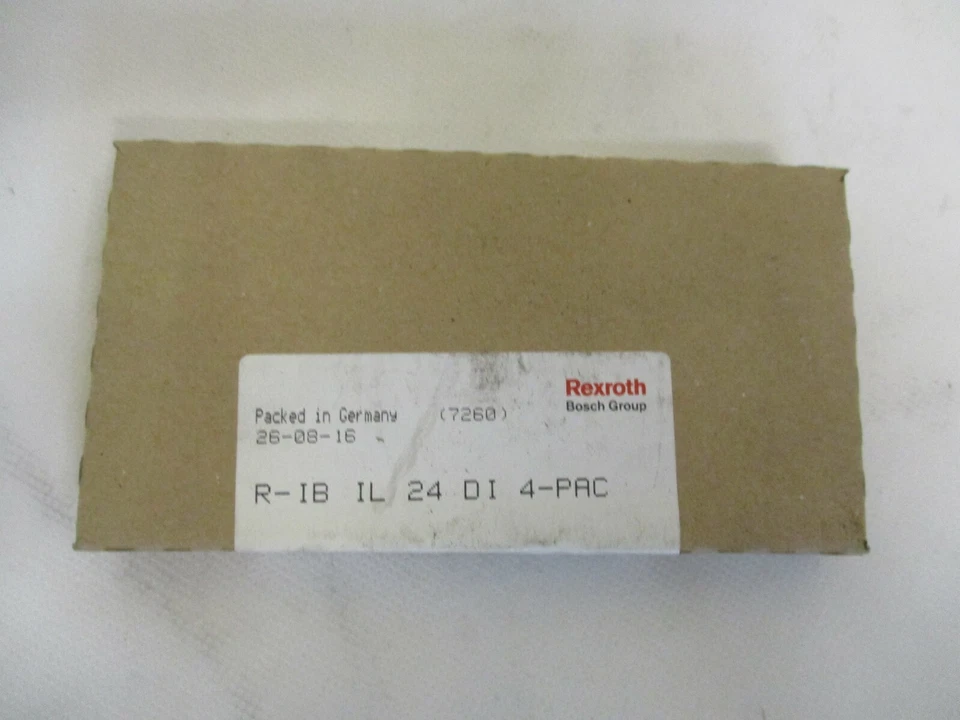 Rexroth
Bosch Group
Packed in Germany (7260)
26-08-16
R-IB IL 24 DI 4-PAC